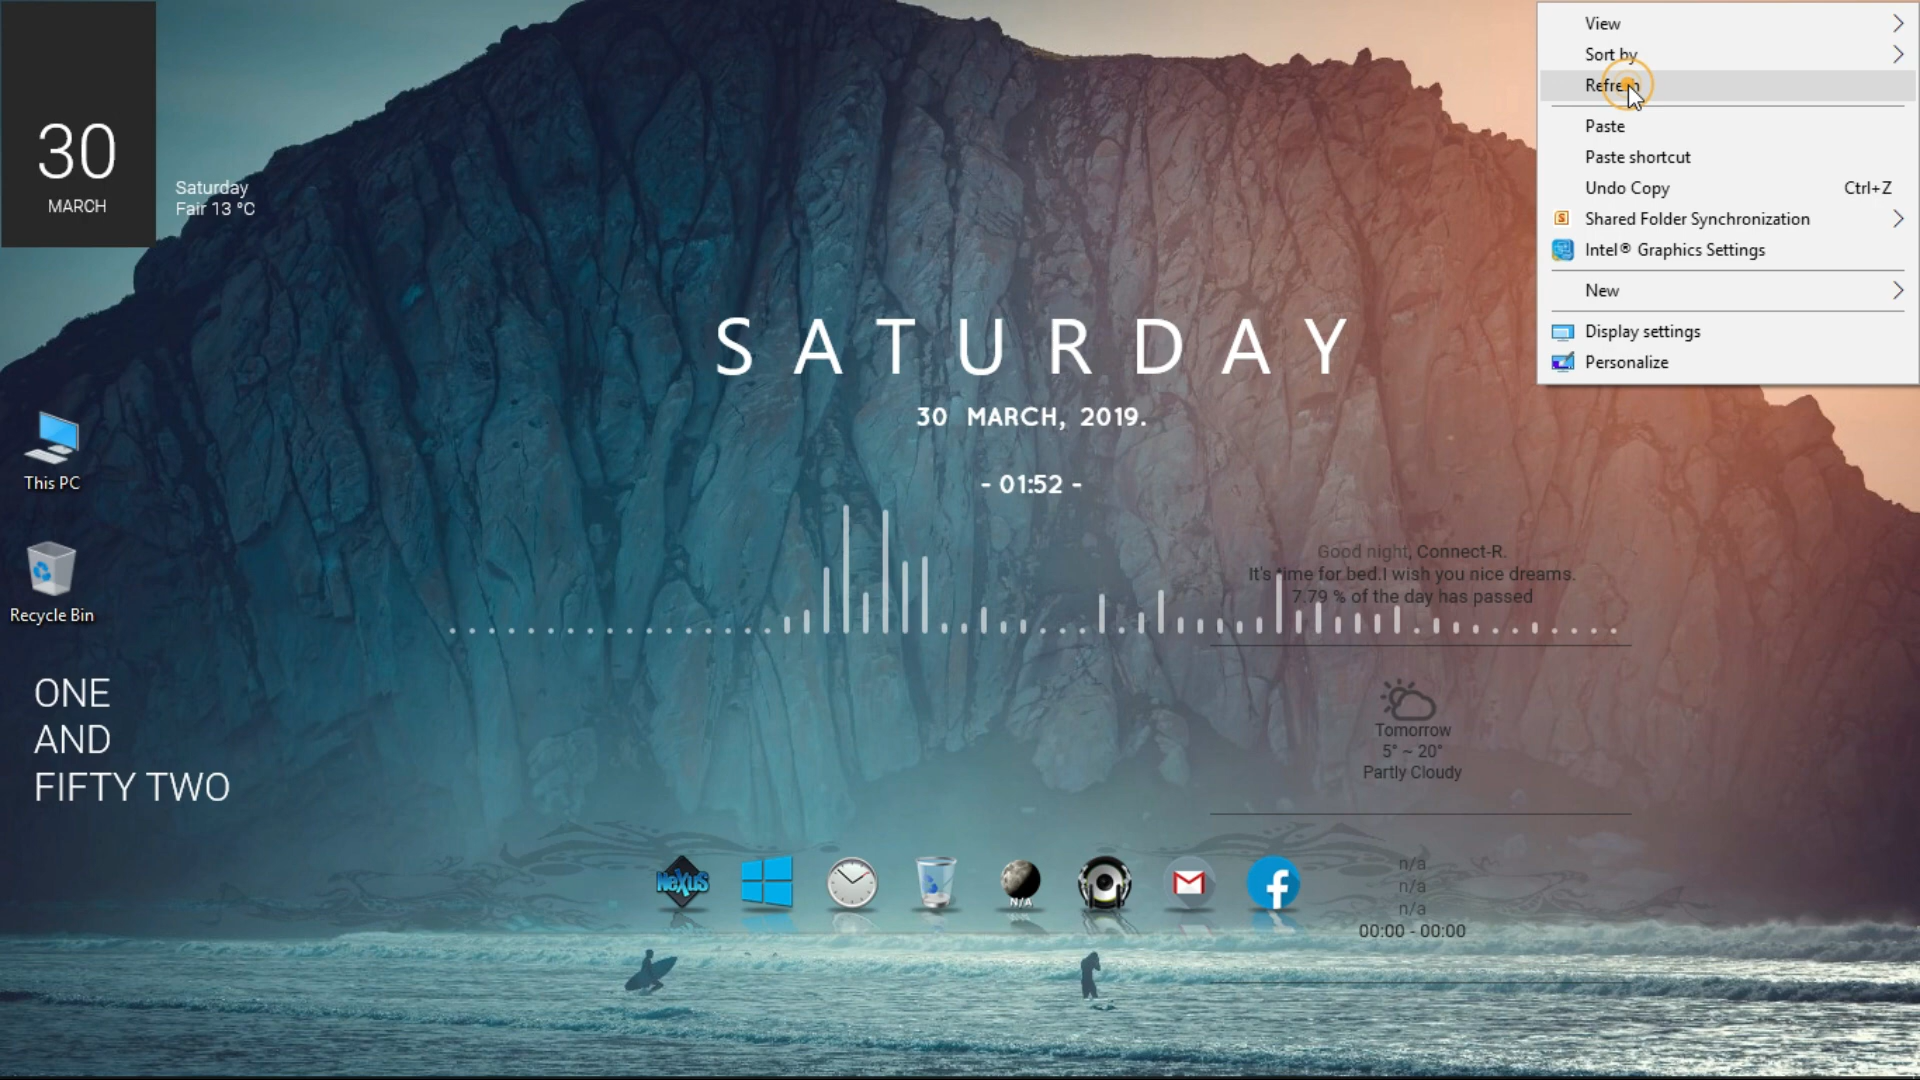 30
MARCH
Saturday
Fair 13 °C
View
Sort by
Refresh
Paste
Paste shortcut
Undo Copy Ctrl+Z
Shared Folder Synchronization
Intel® Graphics Settings
New
Display settings
Personalize
SATURDAY
30 MARCH, 2019.
- 01:52 -
This PC
Recycle Bin
ONE
AND
FIFTY TWO
Good night, Connect-R.
It's time for bed.I wish you nice dreams.
7.79 % of the day has passed
Tomorrow
5° ~ 20°
Partly Cloudy
NeXuS
N/A
n/a
n/a
n/a
00:00 - 00:00